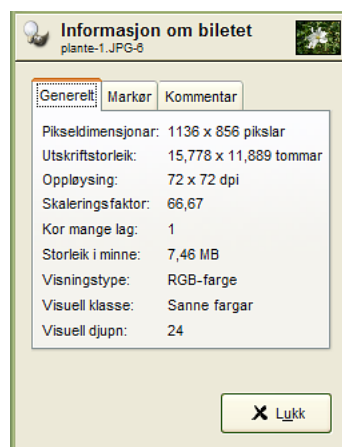 Informasjon om biletet
plante-1.JPG-6
Generelt Markør Kommentar
Pikseldimensjonar: 1136 x 856 pikslar
Utskriftstorleik: 15,778 x 11,889 tommar
Oppløysing: 72 x 72 dpi
Skaleringsfaktor: 66,67
Kor mange lag: 1
Storleik i minne: 7,46 MB
Visningstype: RGB-farge
Visuell klasse: Sanne fargar
Visuell djupn: 24
Lukk